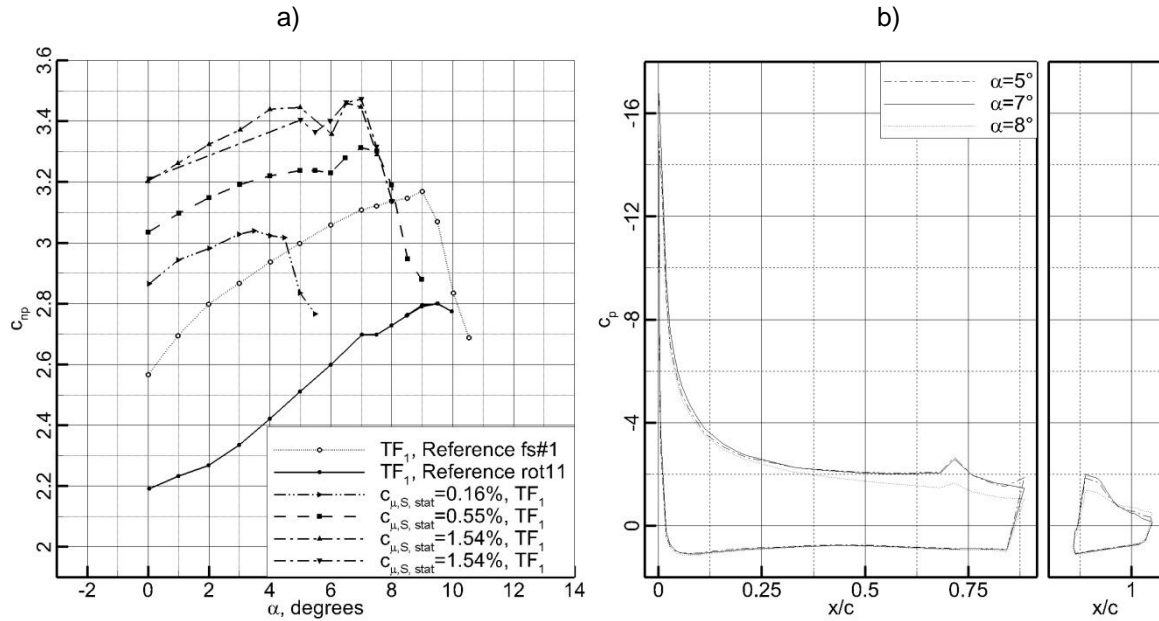 a)
b)
3.6
3.4
3.2
3
2.8
2.6
2.4
2.2
2
c_np
-2 0 2 4 6 8 10 12 14
α, degrees
TF₁, Reference fs#1
TF₁, Reference rot11
c_μ,S, stat=0.16%, TF₁
c_μ,S, stat=0.55%, TF₁
c_μ,S, stat=1.54%, TF₁
c_μ,S, stat=1.54%, TF₁
-16
-12
-8
-4
0
c_p
α=5°
α=7°
α=8°
0 0.25 0.5 0.75
x/c
1
x/c